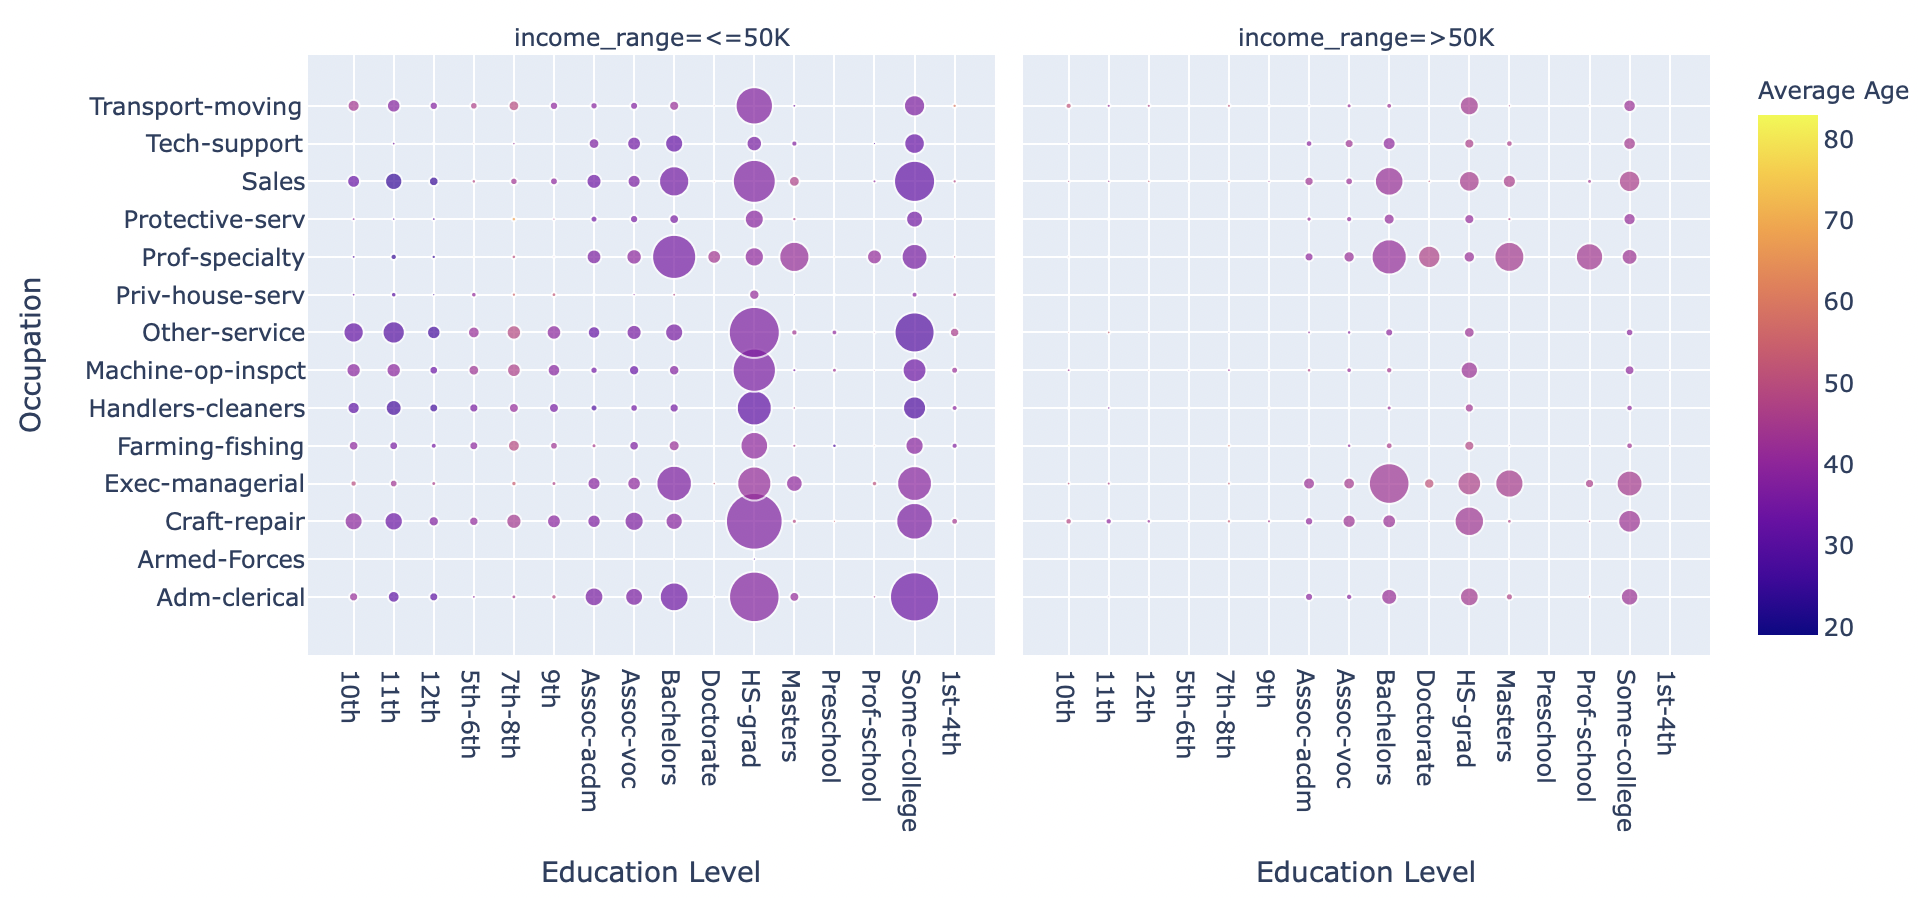 income_range=<=50K
income_range=>50K
Average Age
80
70
60
50
40
30
20
Occupation
Transport-moving
Tech-support
Sales
Protective-serv
Prof-specialty
Priv-house-serv
Other-service
Machine-op-inspct
Handlers-cleaners
Farming-fishing
Exec-managerial
Craft-repair
Armed-Forces
Adm-clerical
10th
11th
12th
5th-6th
7th-8th
9th
Assoc-acdm
Assoc-voc
Bachelors
Doctorate
HS-grad
Masters
Preschool
Prof-school
Some-college
1st-4th
10th
11th
12th
5th-6th
7th-8th
9th
Assoc-acdm
Assoc-voc
Bachelors
Doctorate
HS-grad
Masters
Preschool
Prof-school
Some-college
1st-4th
Education Level
Education Level